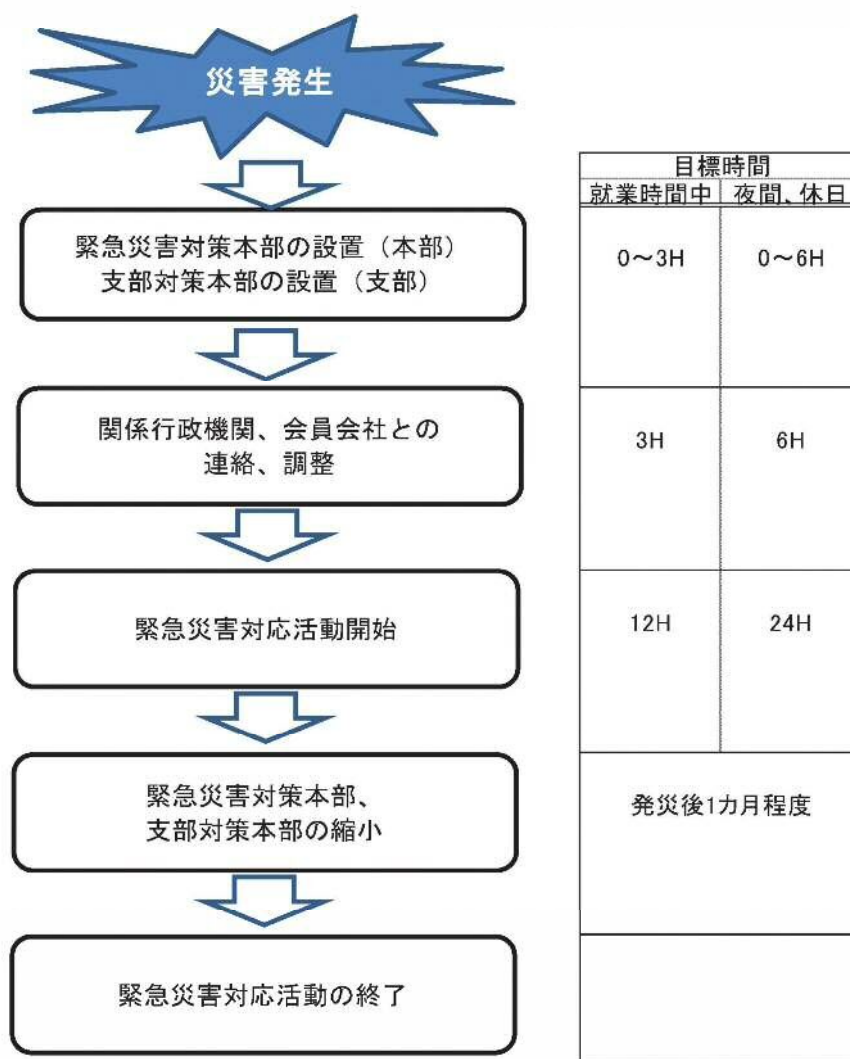 災害発生
目標時間
就業時間中 夜間、休日
緊急災害対策本部の設置（本部）
支部対策本部の設置（支部）
0～3H 0～6H
関係行政機関、会員会社との
連絡、調整
3H 6H
緊急災害対応活動開始
12H 24H
緊急災害対策本部、
支部対策本部の縮小
発災後1カ月程度
緊急災害対応活動の終了